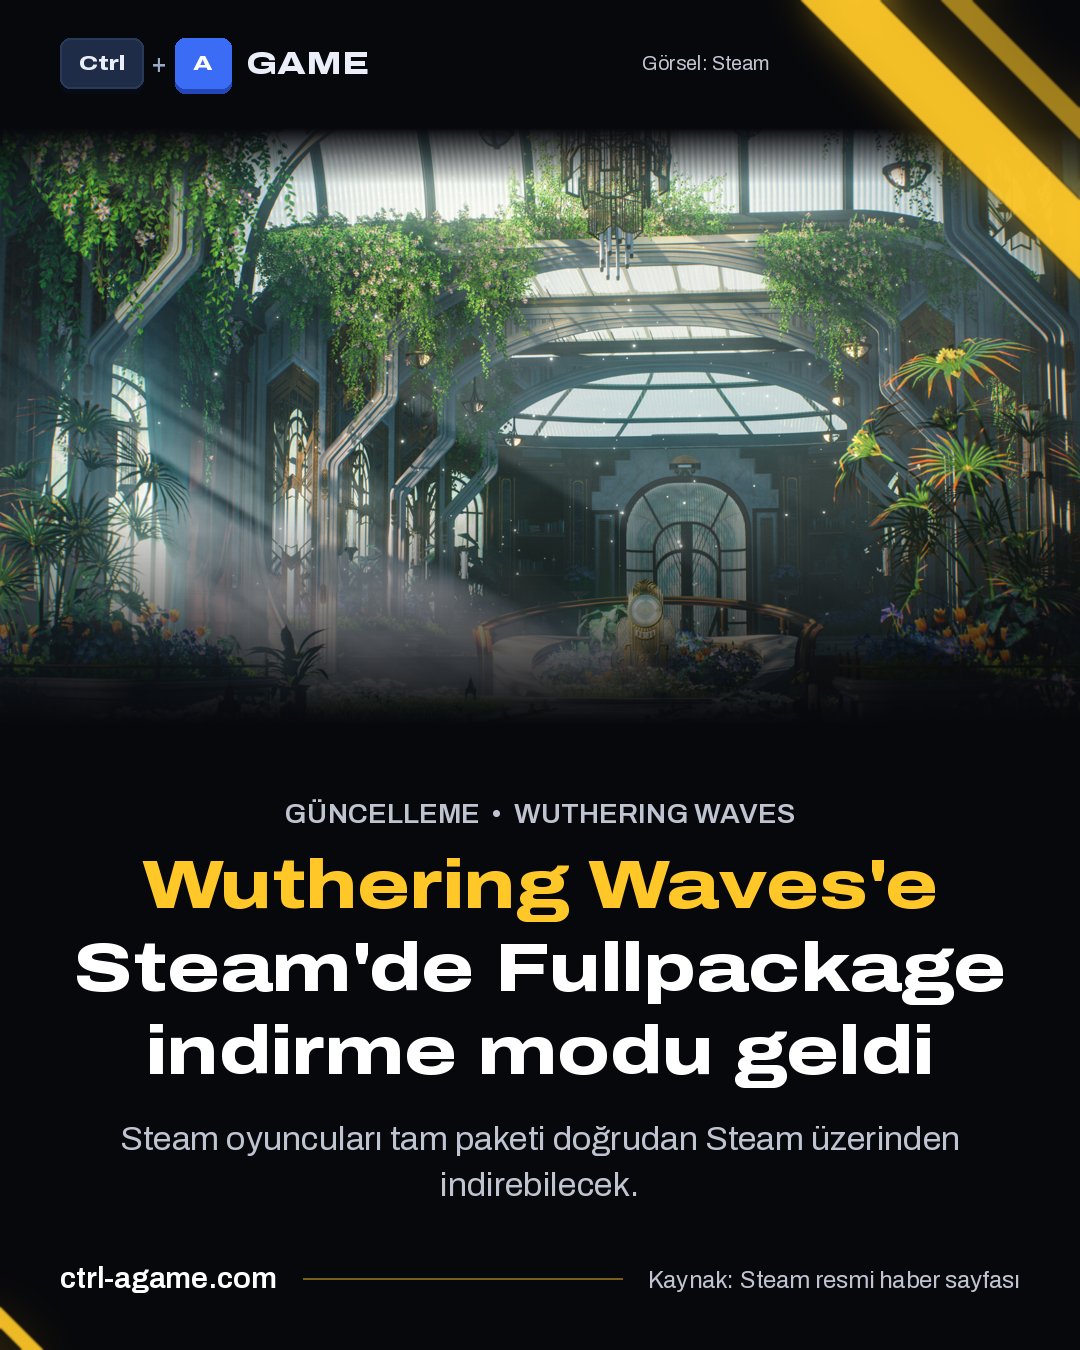 Ctrl + A GAME
Görsel: Steam
GÜNCELLEME • WUTHERING WAVES
Wuthering Waves'e
Steam'de Fullpackage
indirme modu geldi
Steam oyuncuları tam paketi doğrudan Steam üzerinden
indirebilecek.
ctrl-agame.com
Kaynak: Steam resmi haber sayfası